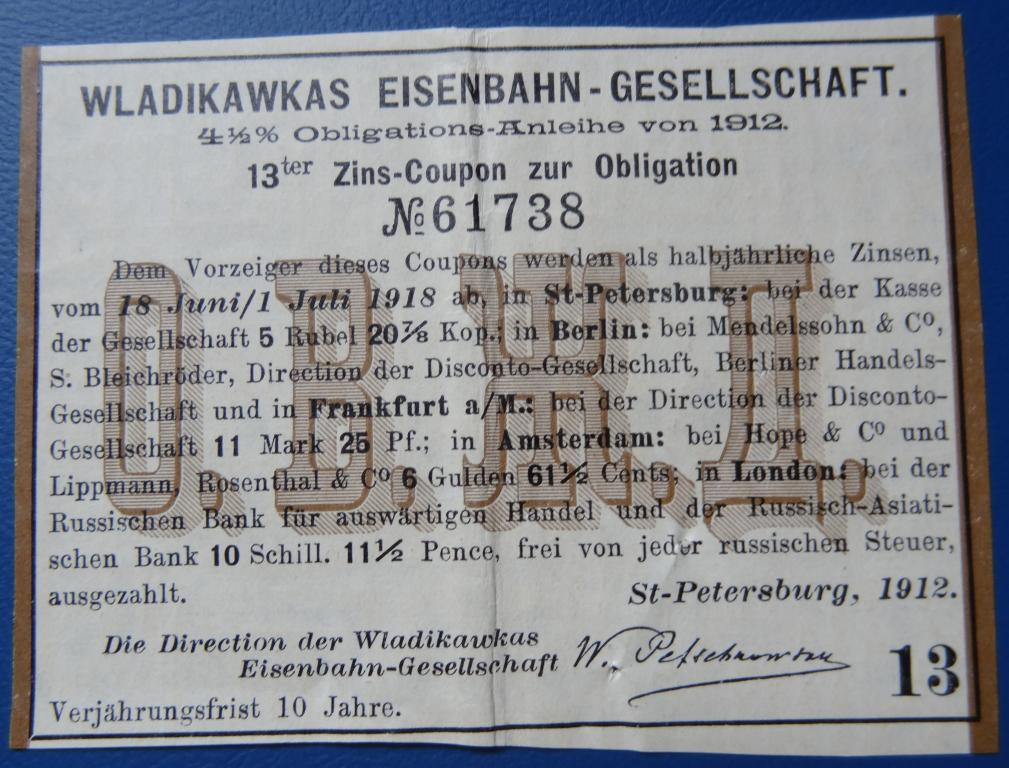 WLADIKAWKAS EISENBAHN-GESELLSCHAFT.
4½% Obligations-Anleihe von 1912.
13ter Zins-Coupon zur Obligation
№ 61738
Dem Vorzeiger dieses Coupons werden als halbjährliche Zinsen,
vom 18 Juni/1 Juli 1918 ab, in St-Petersburg: bei der Kasse
der Gesellschaft 5 Rubel 20⅞ Kop.; in Berlin: bei Mendelssohn & Cº,
S. Bleichröder, Direction der Disconto-Gesellschaft, Berliner Handels-
Gesellschaft und in Frankfurt a/M.: bei der Direction der Disconto-
Gesellschaft 11 Mark 25 Pf.; in Amsterdam: bei Hope & Cº und
Lippmann, Rosenthal & Cº 6 Gulden 61½ Cents; in London: bei der
Russischen Bank für auswärtigen Handel und der Russisch-Asiati-
schen Bank 10 Schill. 11½ Pence, frei von jeder russischen Steuer,
ausgezahlt.
St-Petersburg, 1912.
О.В.Ж.Д.
Die Direction der Wladikawkas
Eisenbahn-Gesellschaft
W.
13
Verjährungsfrist 10 Jahre.